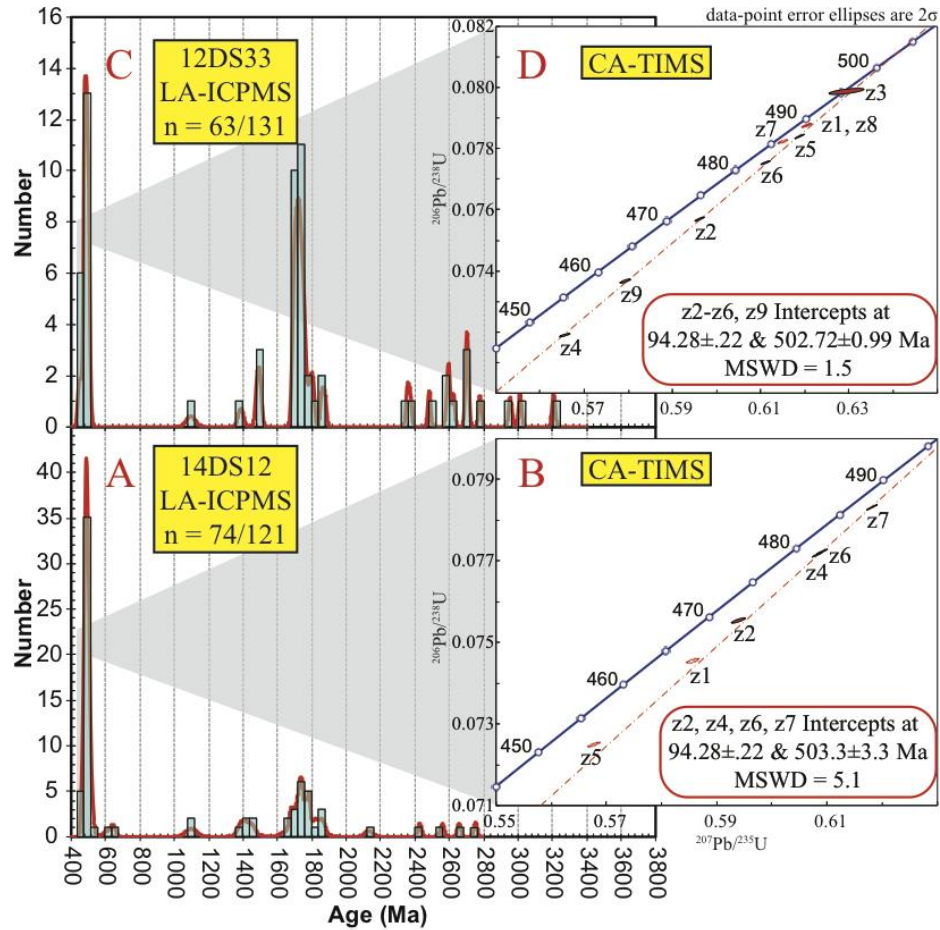 data-point error ellipses are 2σ
C
12DS33
LA-ICPMS
n = 63/131
Number
16
14
12
10
8
6
4
2
0
D
CA-TIMS
0.082
0.080
0.078
0.076
0.074
²⁰⁶Pb/²³⁸U
500
490
480
470
460
450
z3
z1, z8
z7
z5
z6
z2
z9
z4
z2-z6, z9 Intercepts at
94.28±.22 & 502.72±0.99 Ma
MSWD = 1.5
0.57
0.59
0.61
0.63
A
14DS12
LA-ICPMS
n = 74/121
Number
40
35
30
25
20
15
10
5
0
B
CA-TIMS
0.079
0.077
0.075
0.073
0.071
²⁰⁶Pb/²³⁸U
490
480
470
460
450
z7
z6
z4
z2
z1
z5
z2, z4, z6, z7 Intercepts at
94.28±.22 & 503.3±3.3 Ma
MSWD = 5.1
0.55
0.57
0.59
0.61
²⁰⁷Pb/²³⁵U
400
600
800
1000
1200
1400
1600
1800
2000
2200
2400
2600
2800
3000
3200
3400
3600
3800
Age (Ma)